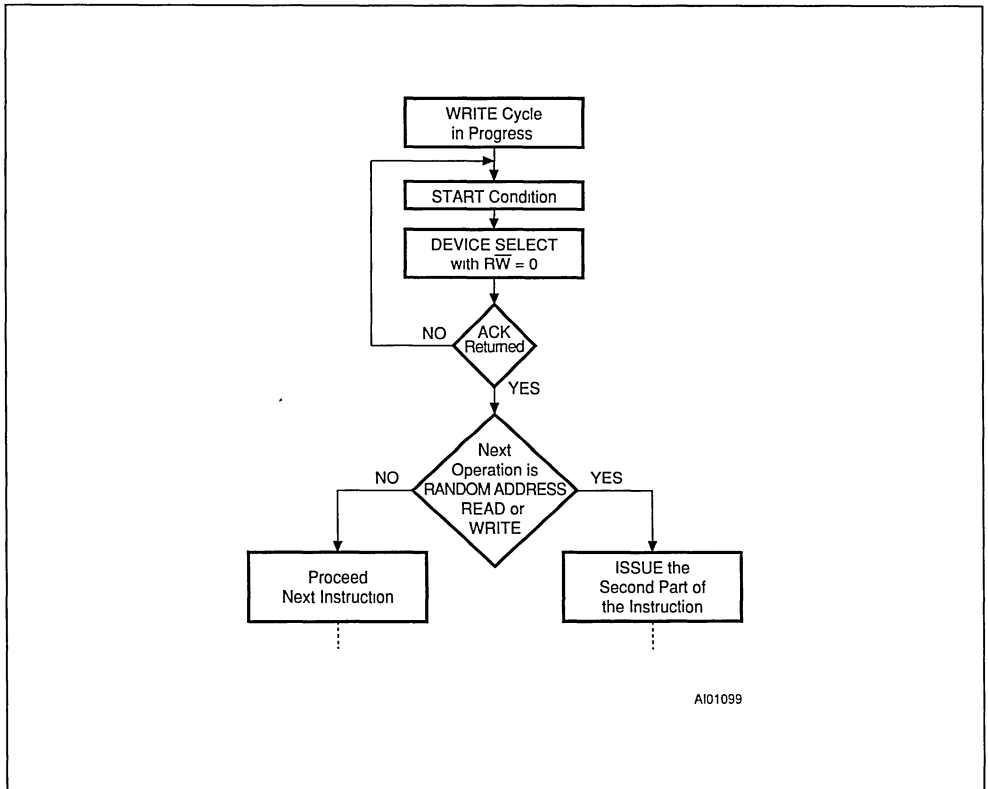 WRITE Cycle
in Progress
START Condition
DEVICE SELECT
with RW̅ = 0
NO
ACK
Returned
YES
Next
Operation is
RANDOM ADDRESS
READ or
WRITE
NO
YES
Proceed
Next Instruction
ISSUE the
Second Part of
the Instruction
AI01099